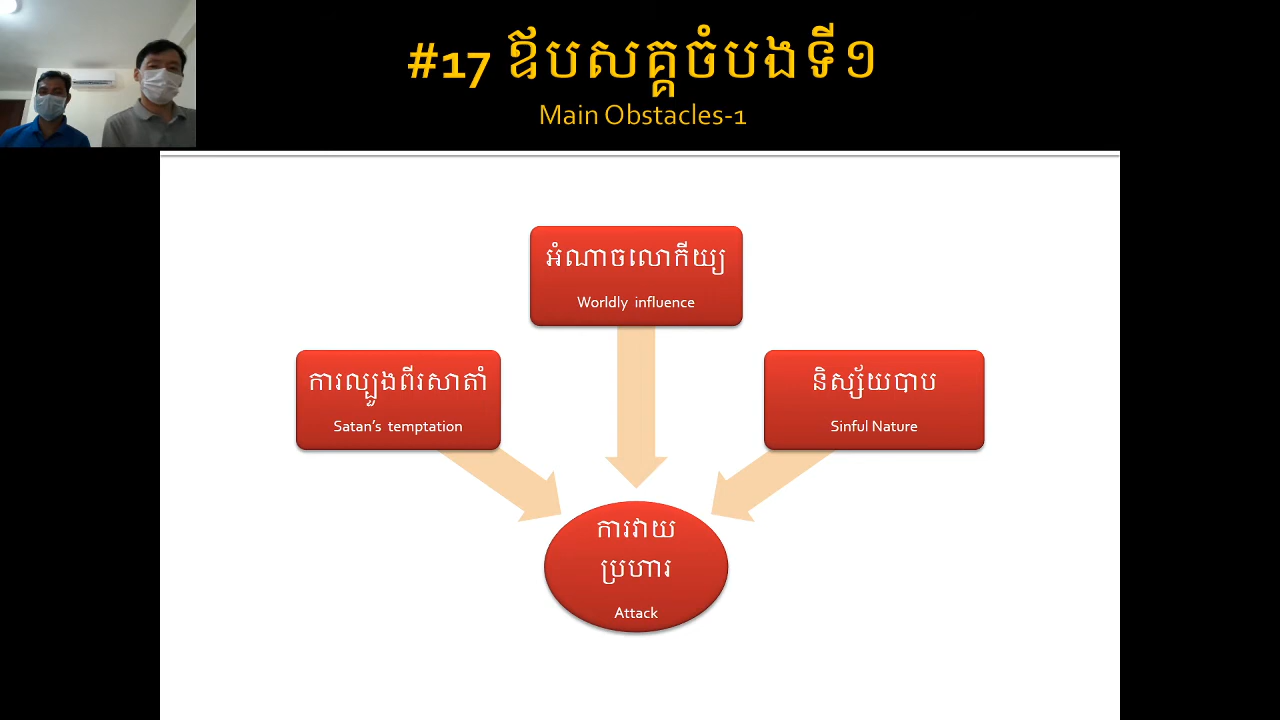 #17 ឪបសគ្គចំបងទី១
Main Obstacles-1
អំណាចលោកីយ្យ
Worldly influence
ការល្បួងពីរសាតាំ
Satan's temptation
និស្ស័យបាប
Sinful Nature
ការវាយ
ប្រហារ
Attack